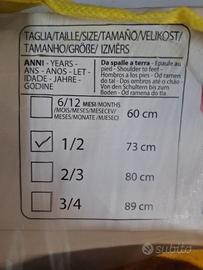 TAGLIA/TAILLE/SIZE/TAMAÑO/VELIKOST/
TAMANHO/GRÖBE/ IZMĒRS
ANNI - YEARS - ANS - AÑOS - LET - IDADE - JAHRE - GODINE
Da spalle a terra - Epaule au pied - Shoulder to feet - Hombros a los pies - Od ramen do tal - Dos ombros até o chão - Von den Schultern bis zum Boden - Od ramena do tla
6/12 MESI/MONTHS
/MOIS/MESES/MESECEV/
MESES/MONATE/MJESECI
60 cm
1/2 73 cm
2/3 80 cm
3/4 89 cm
subito